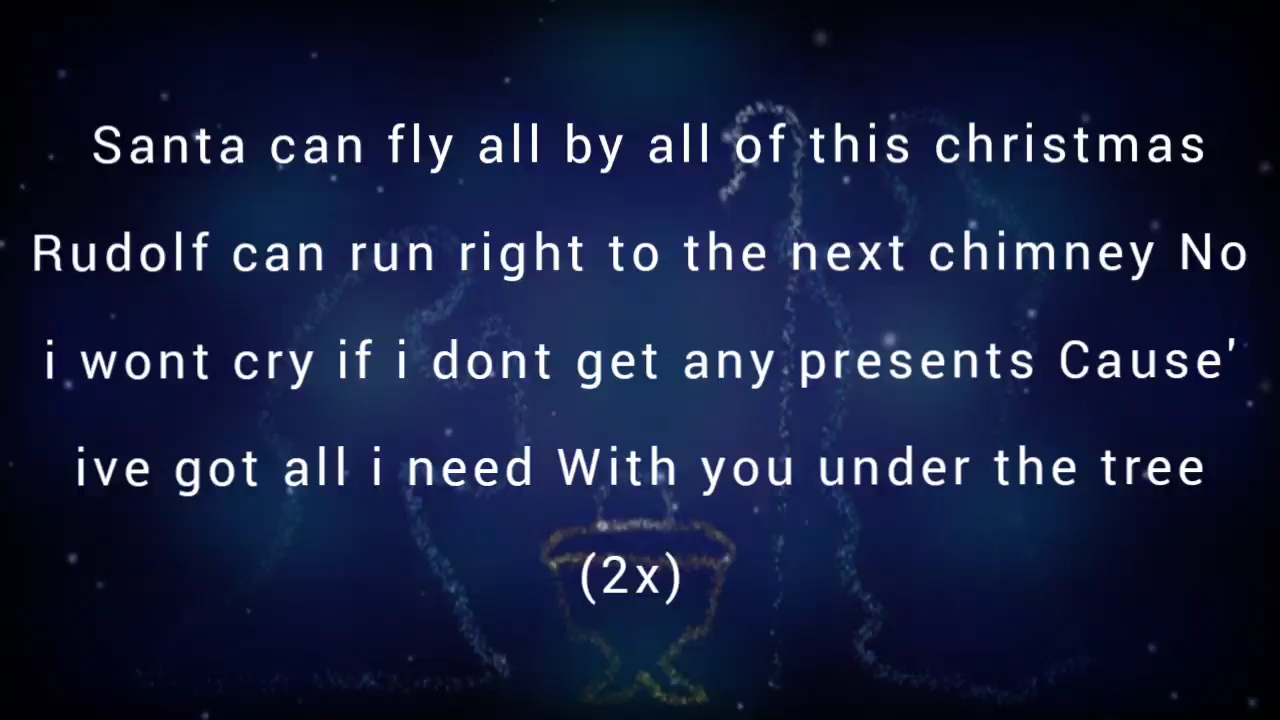 Santa can fly all by all of this christmas
Rudolf can run right to the next chimney No
i wont cry if i dont get any presents Cause'
ive got all i need With you under the tree
(2x)